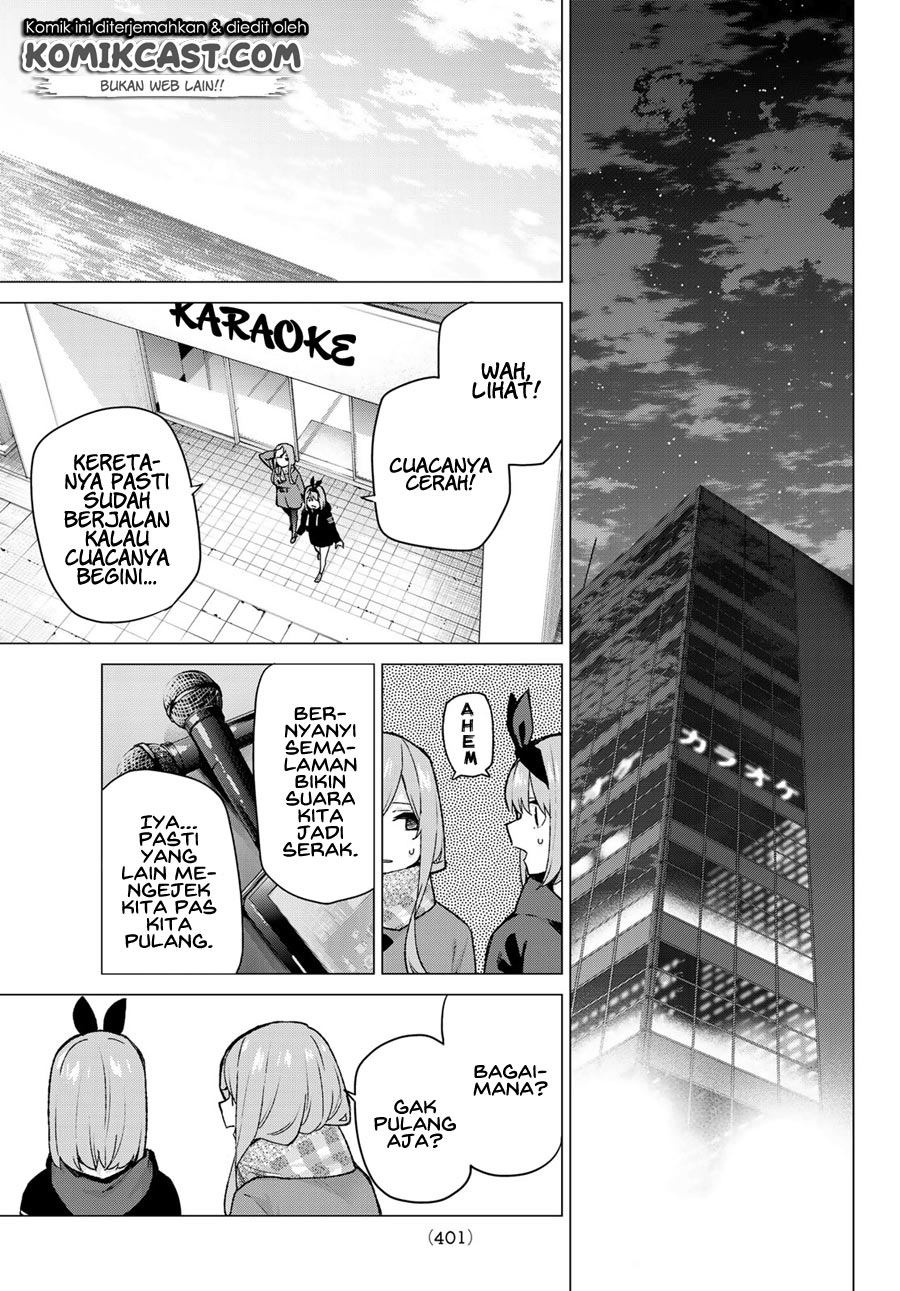 Komik ini diterjemahkan & diedit oleh
KOMIKCAST.COM
BUKAN WEB LAIN!!
カラオケ
KARAOKE
WAH,
LIHAT!
CUACANYA
CERAH!
KERETA-
NYA PASTI
SUDAH
BERJALAN
KALAU
CUACANYA
BEGINI...
AHEM
BER-
NYANYI
SEMA-
LAMAN
BIKIN
SUARA
KITA
JADI
SERAK.
IYA...
PASTI
YANG
LAIN ME-
NGEJEK
KITA PAS
KITA
PULANG.
BAGAI-
MANA?
GAK
PULANG
AJA?
(401)